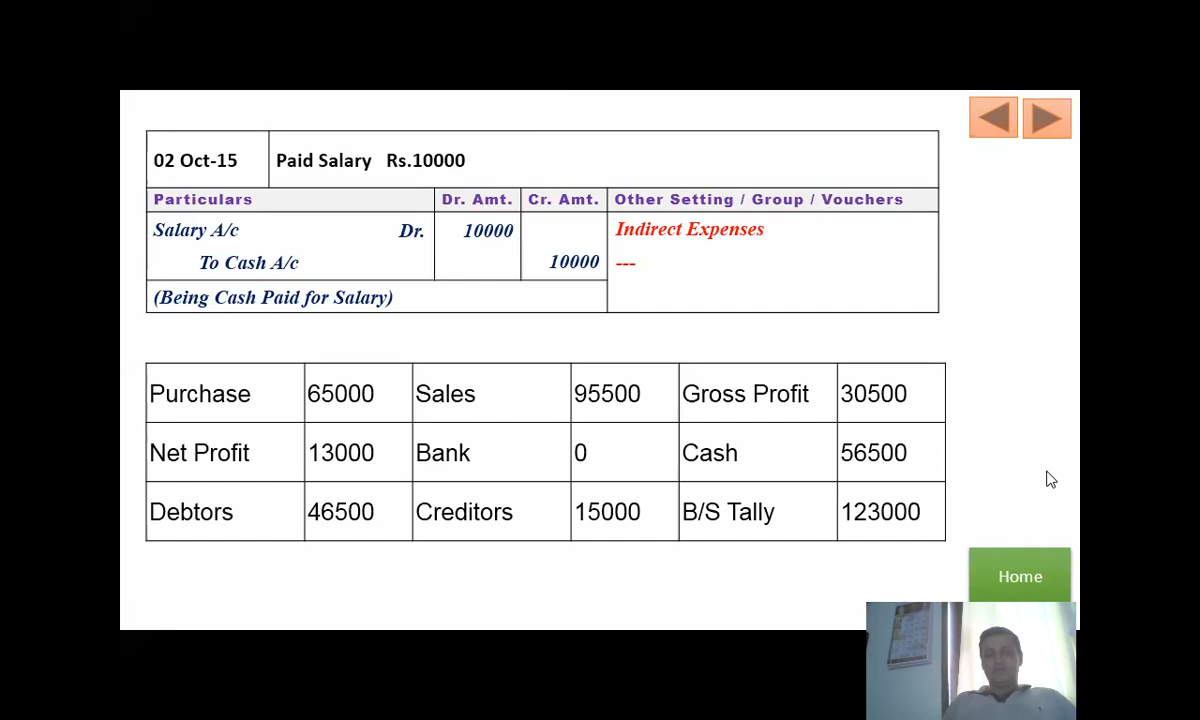 02 Oct-15 Paid Salary Rs.10000
Particulars Dr. Amt. Cr. Amt. Other Setting / Group / Vouchers
Salary A/c Dr. 10000 Indirect Expenses
To Cash A/c 10000 ---
(Being Cash Paid for Salary)
Purchase 65000 Sales 95500 Gross Profit 30500
Net Profit 13000 Bank 0 Cash 56500
Debtors 46500 Creditors 15000 B/S Tally 123000
Home